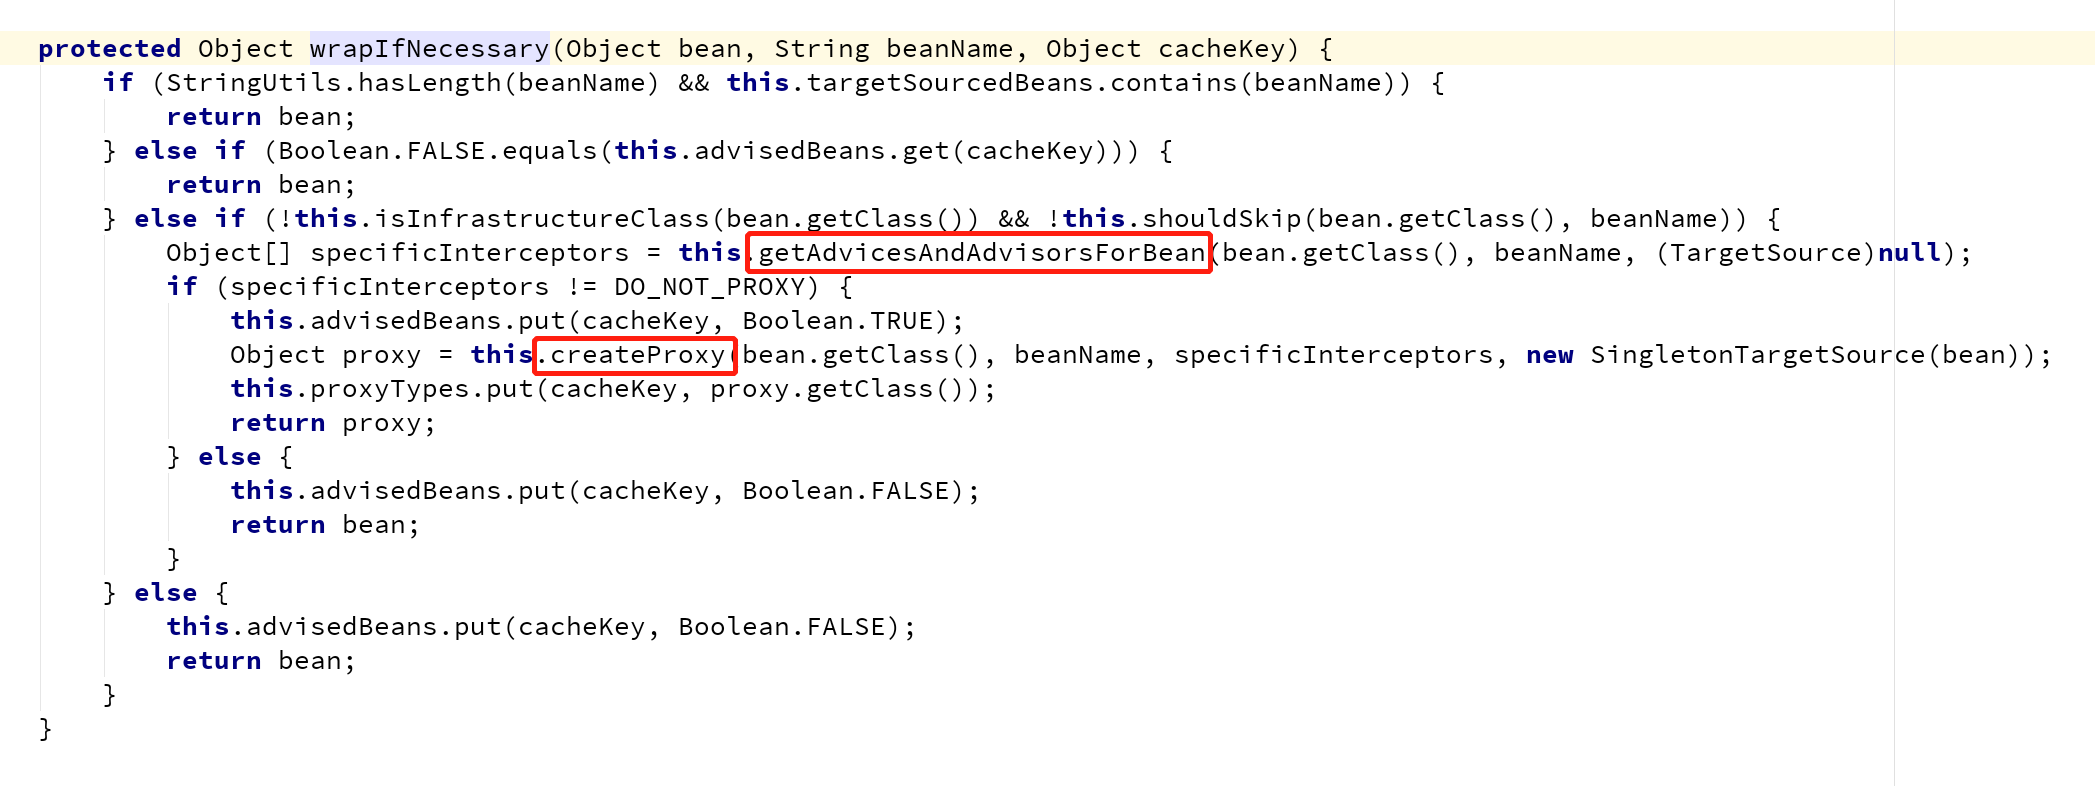 protected Object wrapIfNecessary(Object bean, String beanName, Object cacheKey) {
    if (StringUtils.hasLength(beanName) && this.targetSourcedBeans.contains(beanName)) {
        return bean;
    } else if (Boolean.FALSE.equals(this.advisedBeans.get(cacheKey))) {
        return bean;
    } else if (!this.isInfrastructureClass(bean.getClass()) && !this.shouldSkip(bean.getClass(), beanName)) {
        Object[] specificInterceptors = this.getAdvicesAndAdvisorsForBean(bean.getClass(), beanName, (TargetSource)null);
        if (specificInterceptors != DO_NOT_PROXY) {
            this.advisedBeans.put(cacheKey, Boolean.TRUE);
            Object proxy = this.createProxy(bean.getClass(), beanName, specificInterceptors, new SingletonTargetSource(bean));
            this.proxyTypes.put(cacheKey, proxy.getClass());
            return proxy;
        } else {
            this.advisedBeans.put(cacheKey, Boolean.FALSE);
            return bean;
        }
    } else {
        this.advisedBeans.put(cacheKey, Boolean.FALSE);
        return bean;
    }
}